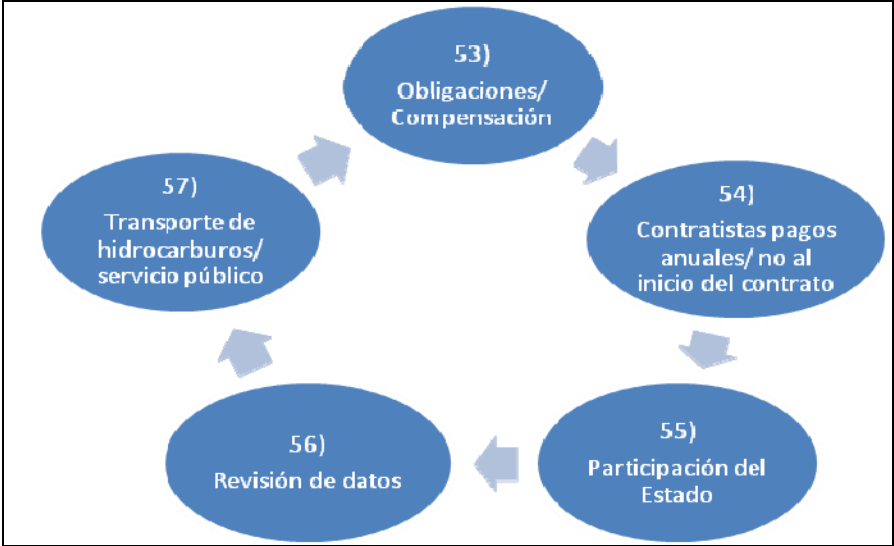 53)
Obligaciones/
Compensación
54)
Contratistas pagos
anuales/ no al
inicio del contrato
55)
Participación del
Estado
56)
Revisión de datos
57)
Transporte de
hidrocarburos/
servicio público